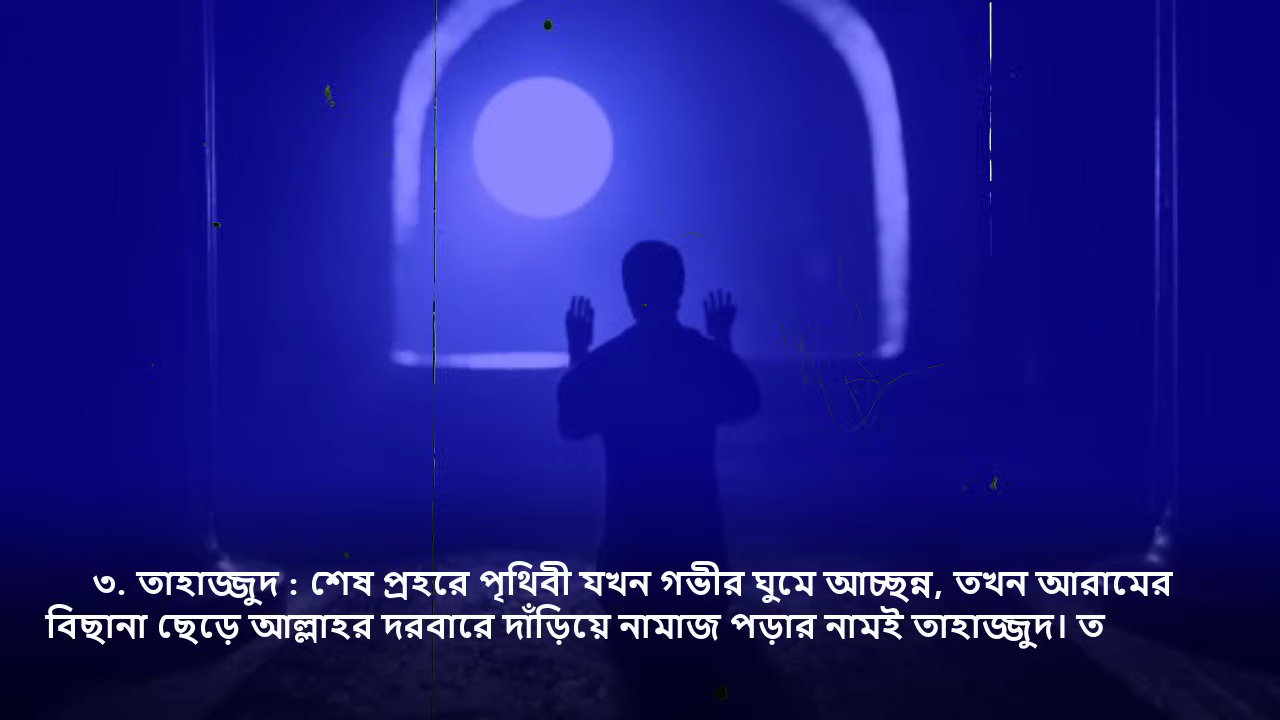 ৩. তাহাজ্জুদ : শেষ প্রহরে পৃথিবী যখন গভীর ঘুমে আচ্ছন্ন, তখন আরামের
বিছানা ছেড়ে আল্লাহর দরবারে দাঁড়িয়ে নামাজ পড়ার নামই তাহাজ্জুদ। ত